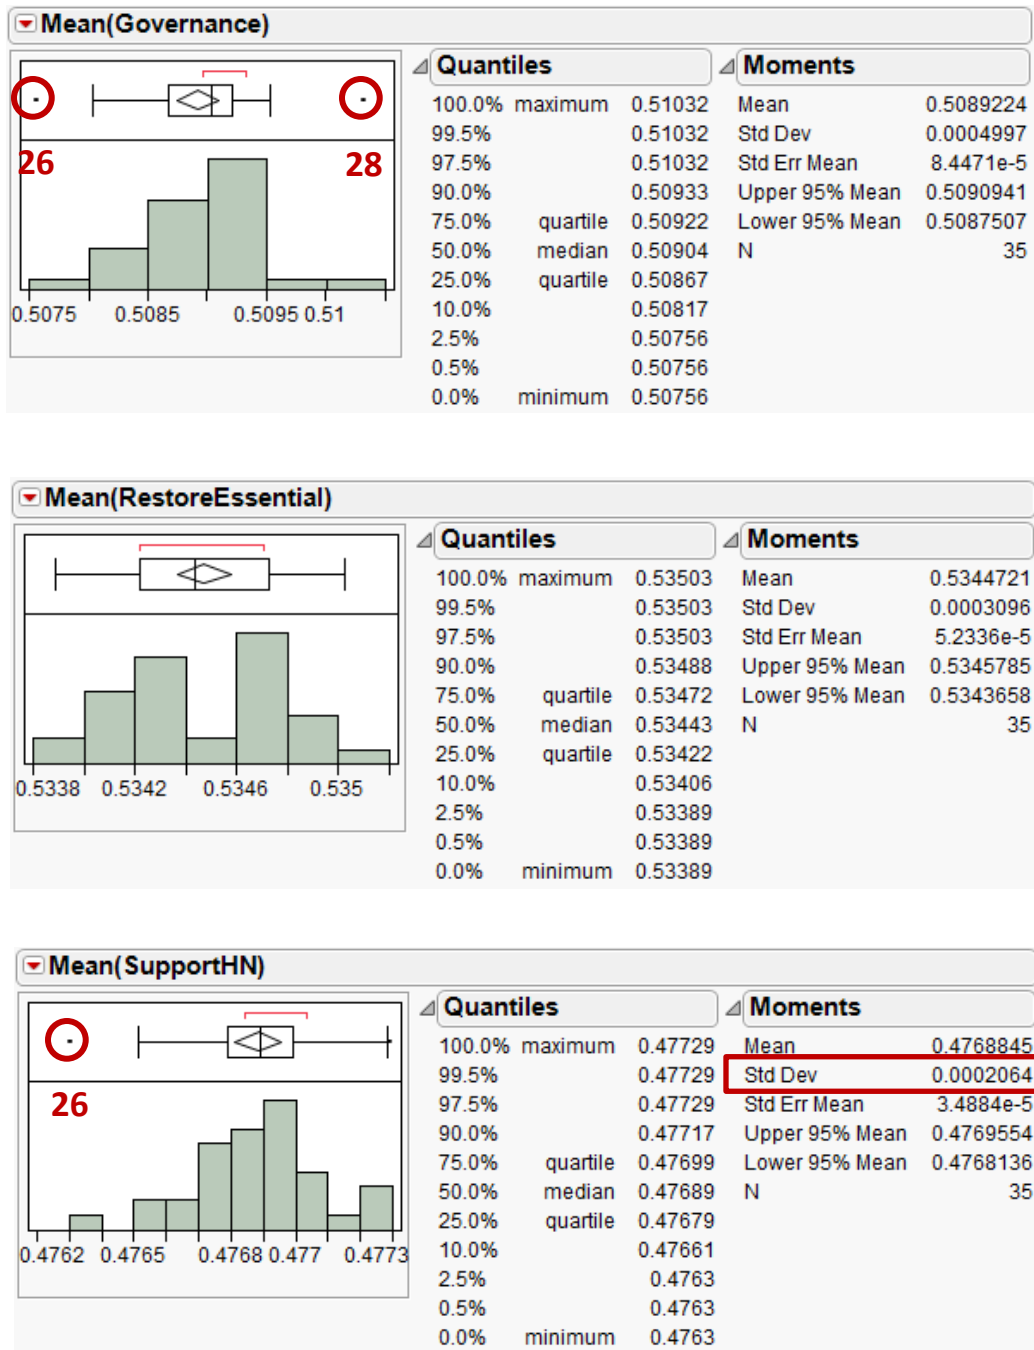 Mean(Governance)
Quantiles
Moments
26
28
0.5075 0.5085 0.5095 0.51
100.0% maximum 0.51032
99.5% 0.51032
97.5% 0.51032
90.0% 0.50933
75.0% quartile 0.50922
50.0% median 0.50904
25.0% quartile 0.50867
10.0% 0.50817
2.5% 0.50756
0.5% 0.50756
0.0% minimum 0.50756
Mean 0.5089224
Std Dev 0.0004997
Std Err Mean 8.4471e-5
Upper 95% Mean 0.5090941
Lower 95% Mean 0.5087507
N 35
Mean(RestoreEssential)
Quantiles
Moments
0.5338 0.5342 0.5346 0.535
100.0% maximum 0.53503
99.5% 0.53503
97.5% 0.53503
90.0% 0.53488
75.0% quartile 0.53472
50.0% median 0.53443
25.0% quartile 0.53422
10.0% 0.53406
2.5% 0.53389
0.5% 0.53389
0.0% minimum 0.53389
Mean 0.5344721
Std Dev 0.0003096
Std Err Mean 5.2336e-5
Upper 95% Mean 0.5345785
Lower 95% Mean 0.5343658
N 35
Mean(SupportHN)
Quantiles
Moments
26
0.4762 0.4765 0.4768 0.477 0.4773
100.0% maximum 0.47729
99.5% 0.47729
97.5% 0.47729
90.0% 0.47717
75.0% quartile 0.47699
50.0% median 0.47689
25.0% quartile 0.47679
10.0% 0.47661
2.5% 0.4763
0.5% 0.4763
0.0% minimum 0.4763
Mean 0.4768845
Std Dev 0.0002064
Std Err Mean 3.4884e-5
Upper 95% Mean 0.4769554
Lower 95% Mean 0.4768136
N 35